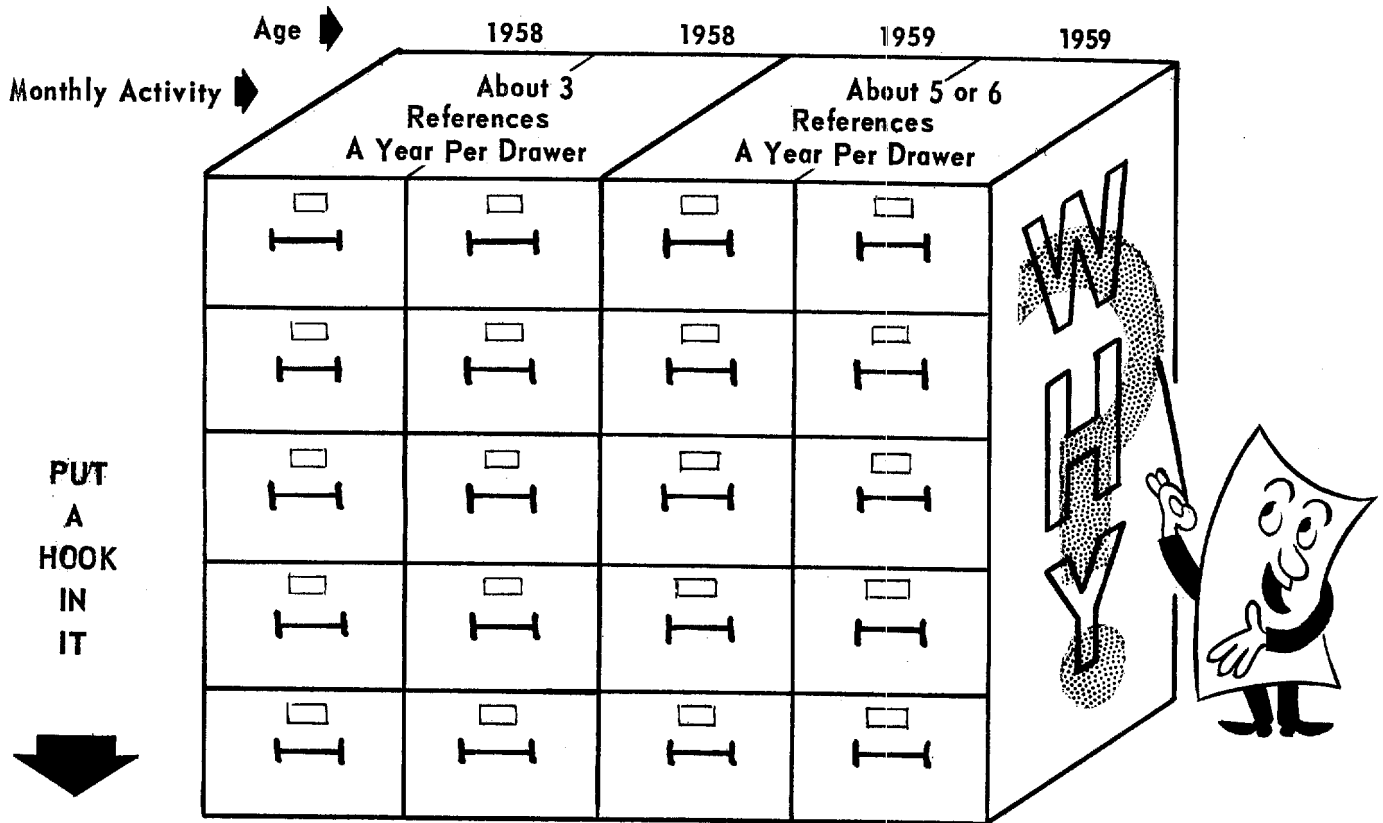 Age 1958 1958 1959 1959
Monthly Activity
About 3
References
A Year Per Drawer
About 5 or 6
References
A Year Per Drawer
WHY
PUT
A
HOOK
IN
IT